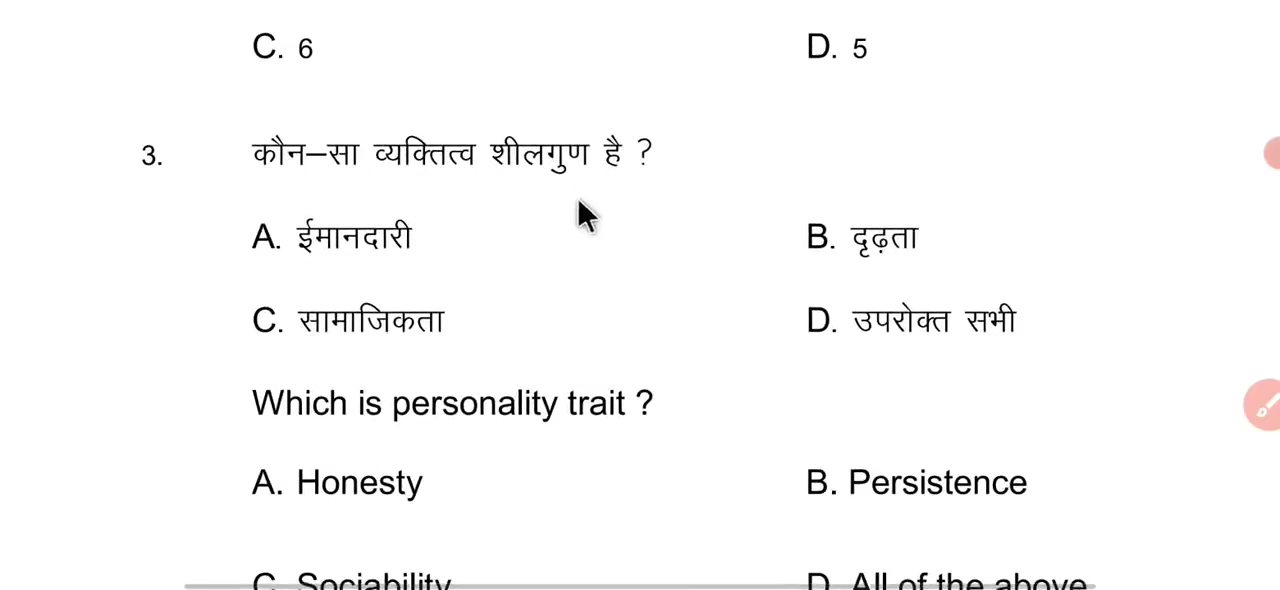 C. 6 D. 5
3. कौन–सा व्यक्तित्व शीलगुण है ?
A. ईमानदारी B. दृढ़ता
C. सामाजिकता D. उपरोक्त सभी
Which is personality trait ?
A. Honesty B. Persistence
C. Sociability D. All of the above